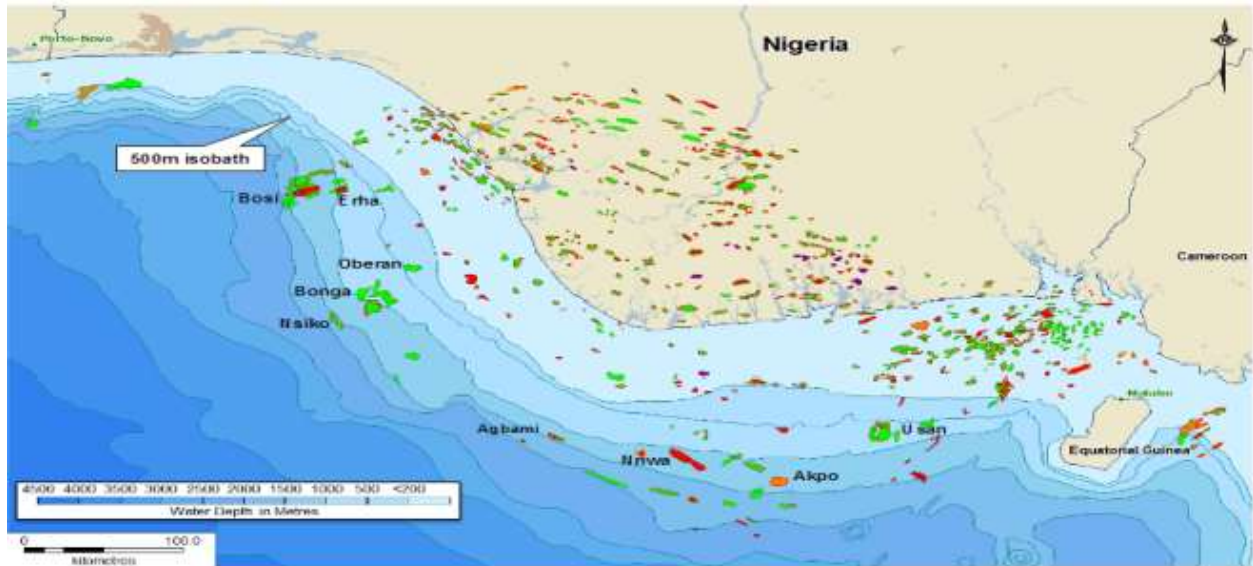 Porto-Novo
Nigeria
500m isobath
Bosi
Erha
Cameroon
Oberan
Bonga
Nsiko
Agbami
Usan
Nnwa
Akpo
Equatorial Guinea
4500 4000 3500 3000 2500 2000 1500 1000 500 <200
Water Depth in Metres
0 100.0
kilometres